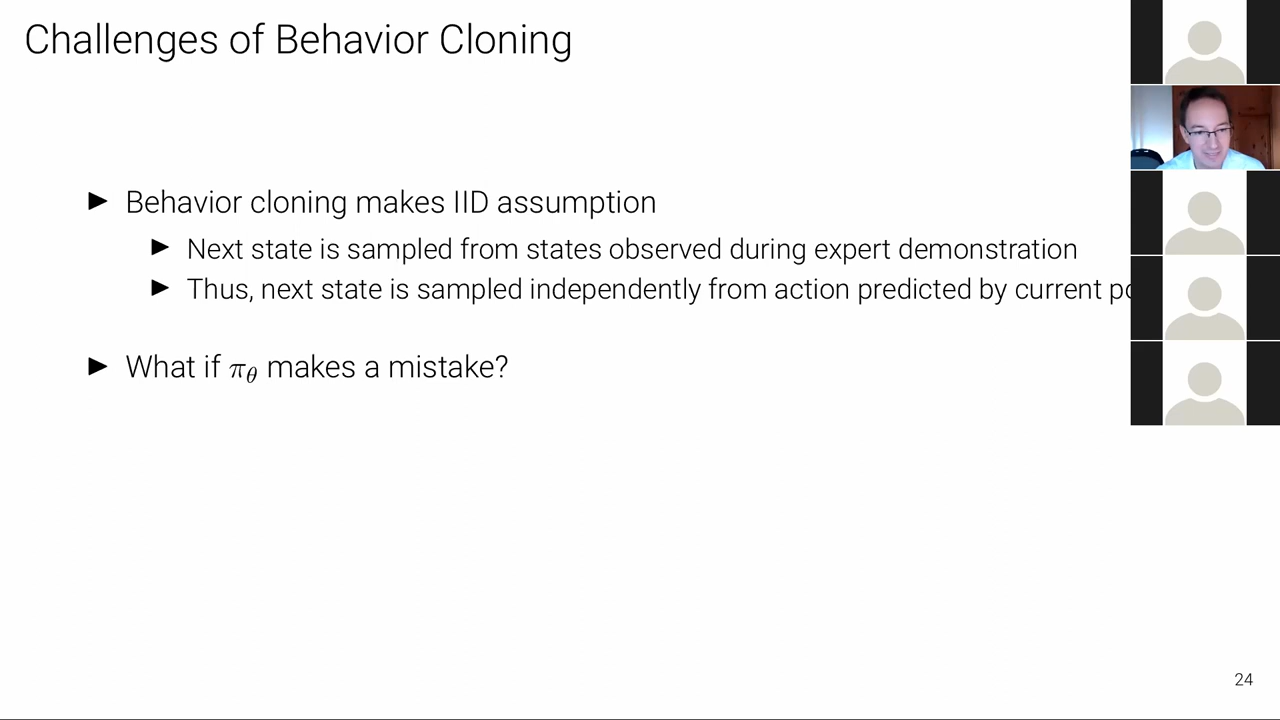 Challenges of Behavior Cloning
► Behavior cloning makes IID assumption
► Next state is sampled from states observed during expert demonstration
► Thus, next state is sampled independently from action predicted by current
► What if πθ makes a mistake?
24